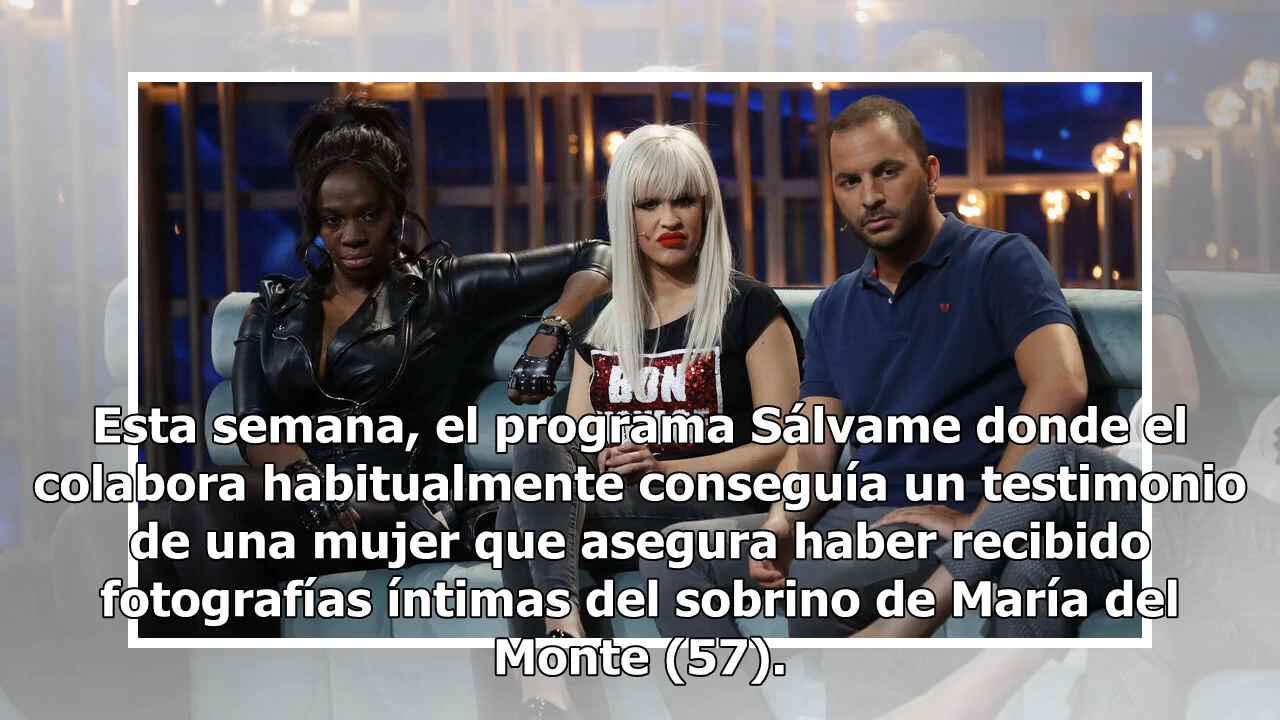 BON
Esta semana, el programa Sálvame donde el
colabora habitualmente conseguía un testimonio
de una mujer que asegura haber recibido
fotografías íntimas del sobrino de María del
Monte (57).